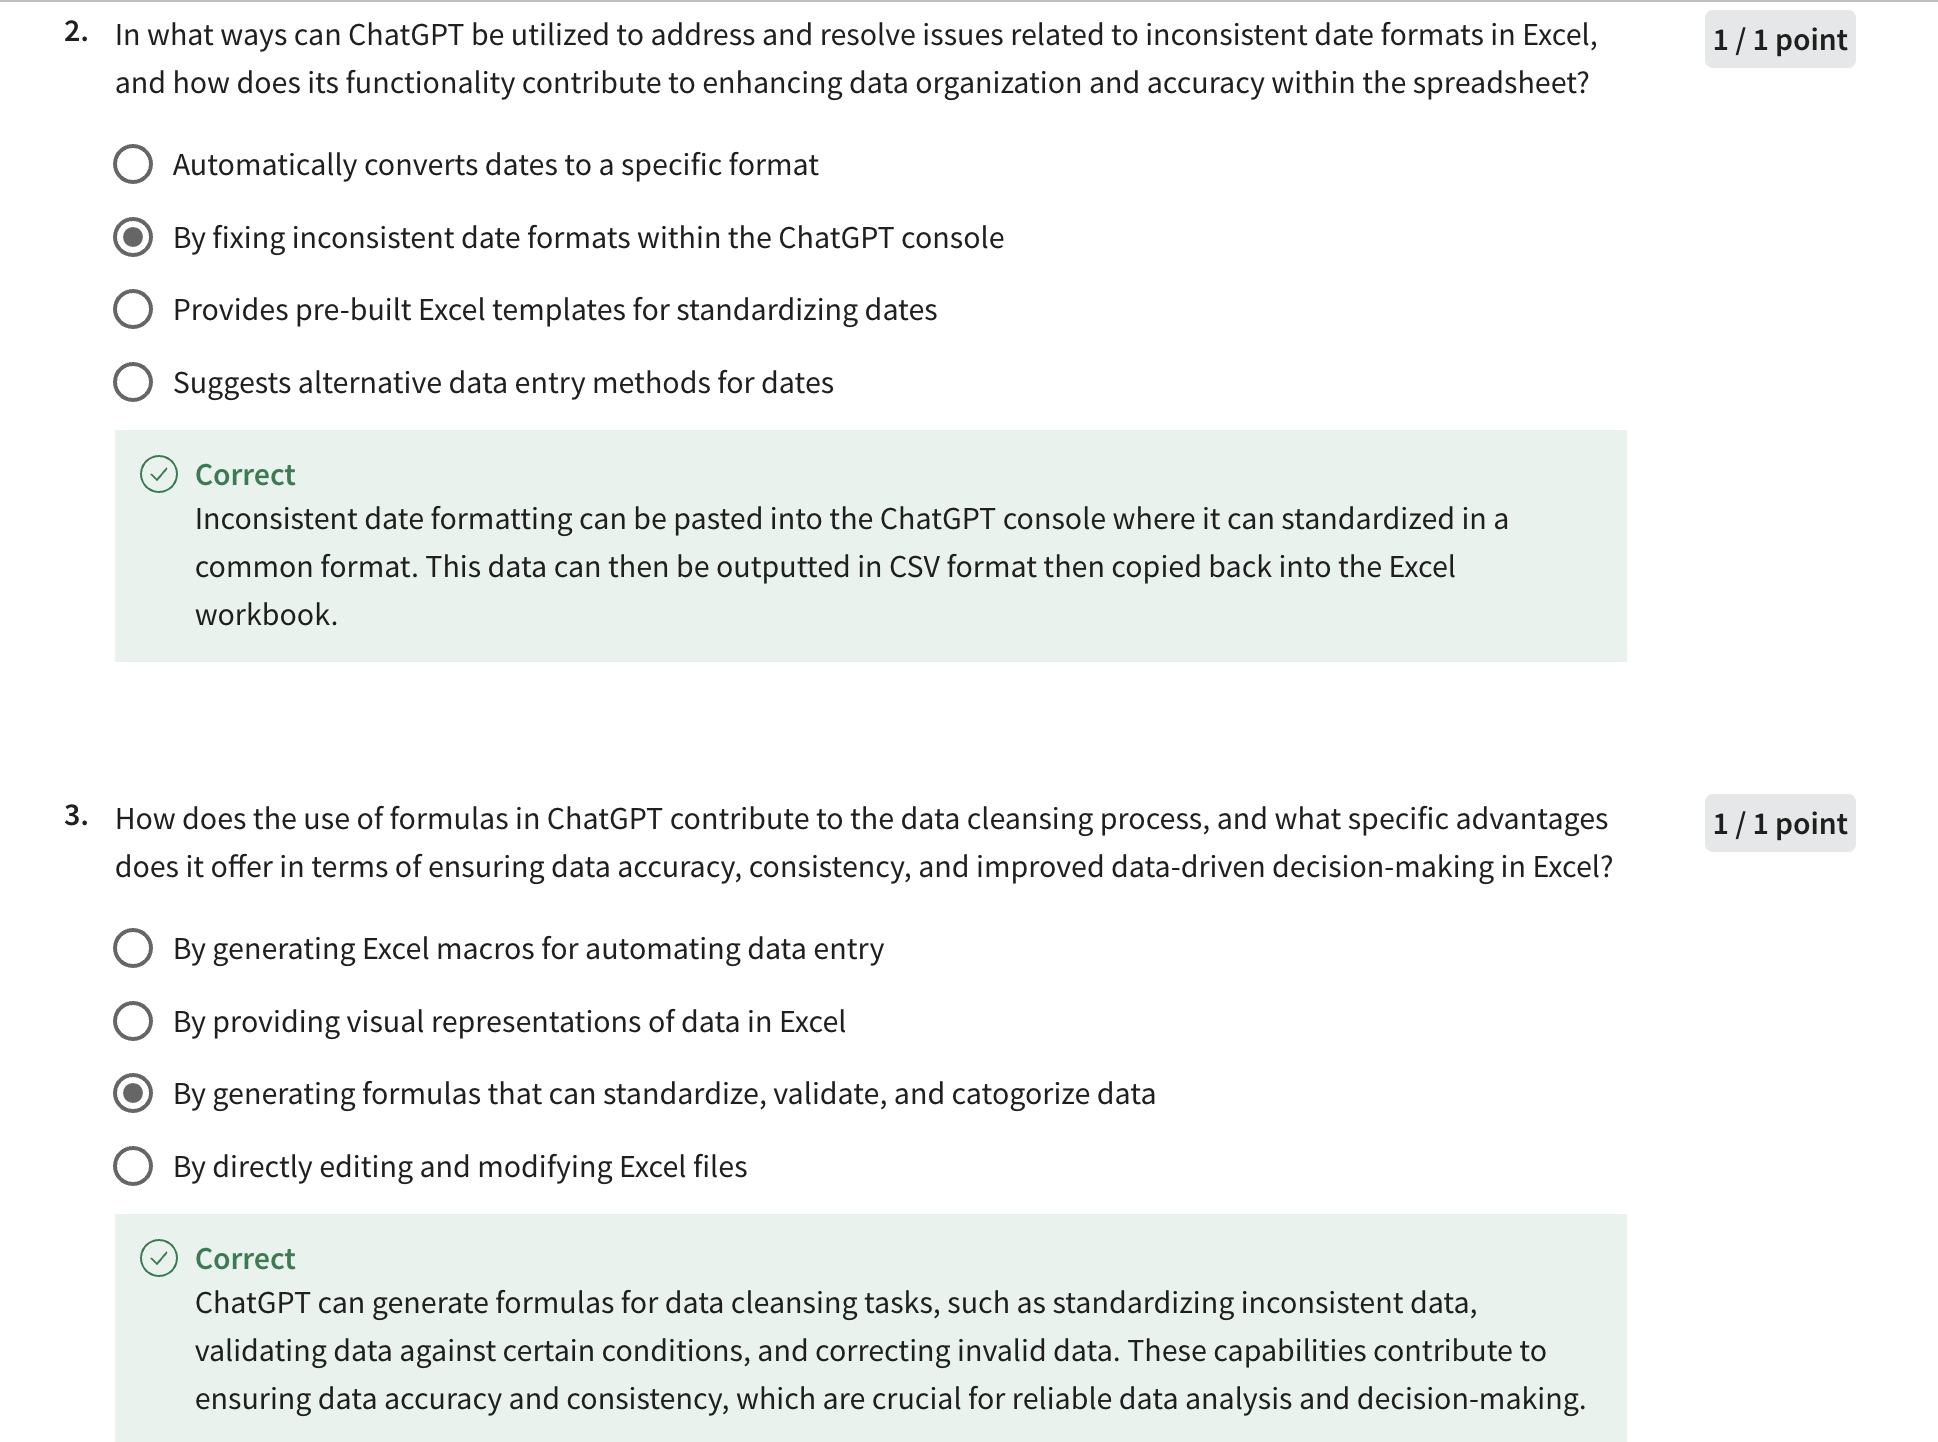 2. In what ways can ChatGPT be utilized to address and resolve issues related to inconsistent date formats in Excel, 1 / 1 point
and how does its functionality contribute to enhancing data organization and accuracy within the spreadsheet?
Automatically converts dates to a specific format
By fixing inconsistent date formats within the ChatGPT console
Provides pre-built Excel templates for standardizing dates
Suggests alternative data entry methods for dates
Correct
Inconsistent date formatting can be pasted into the ChatGPT console where it can standardized in a
common format. This data can then be outputted in CSV format then copied back into the Excel
workbook.
3. How does the use of formulas in ChatGPT contribute to the data cleansing process, and what specific advantages 1 / 1 point
does it offer in terms of ensuring data accuracy, consistency, and improved data-driven decision-making in Excel?
By generating Excel macros for automating data entry
By providing visual representations of data in Excel
By generating formulas that can standardize, validate, and catogorize data
By directly editing and modifying Excel files
Correct
ChatGPT can generate formulas for data cleansing tasks, such as standardizing inconsistent data,
validating data against certain conditions, and correcting invalid data. These capabilities contribute to
ensuring data accuracy and consistency, which are crucial for reliable data analysis and decision-making.